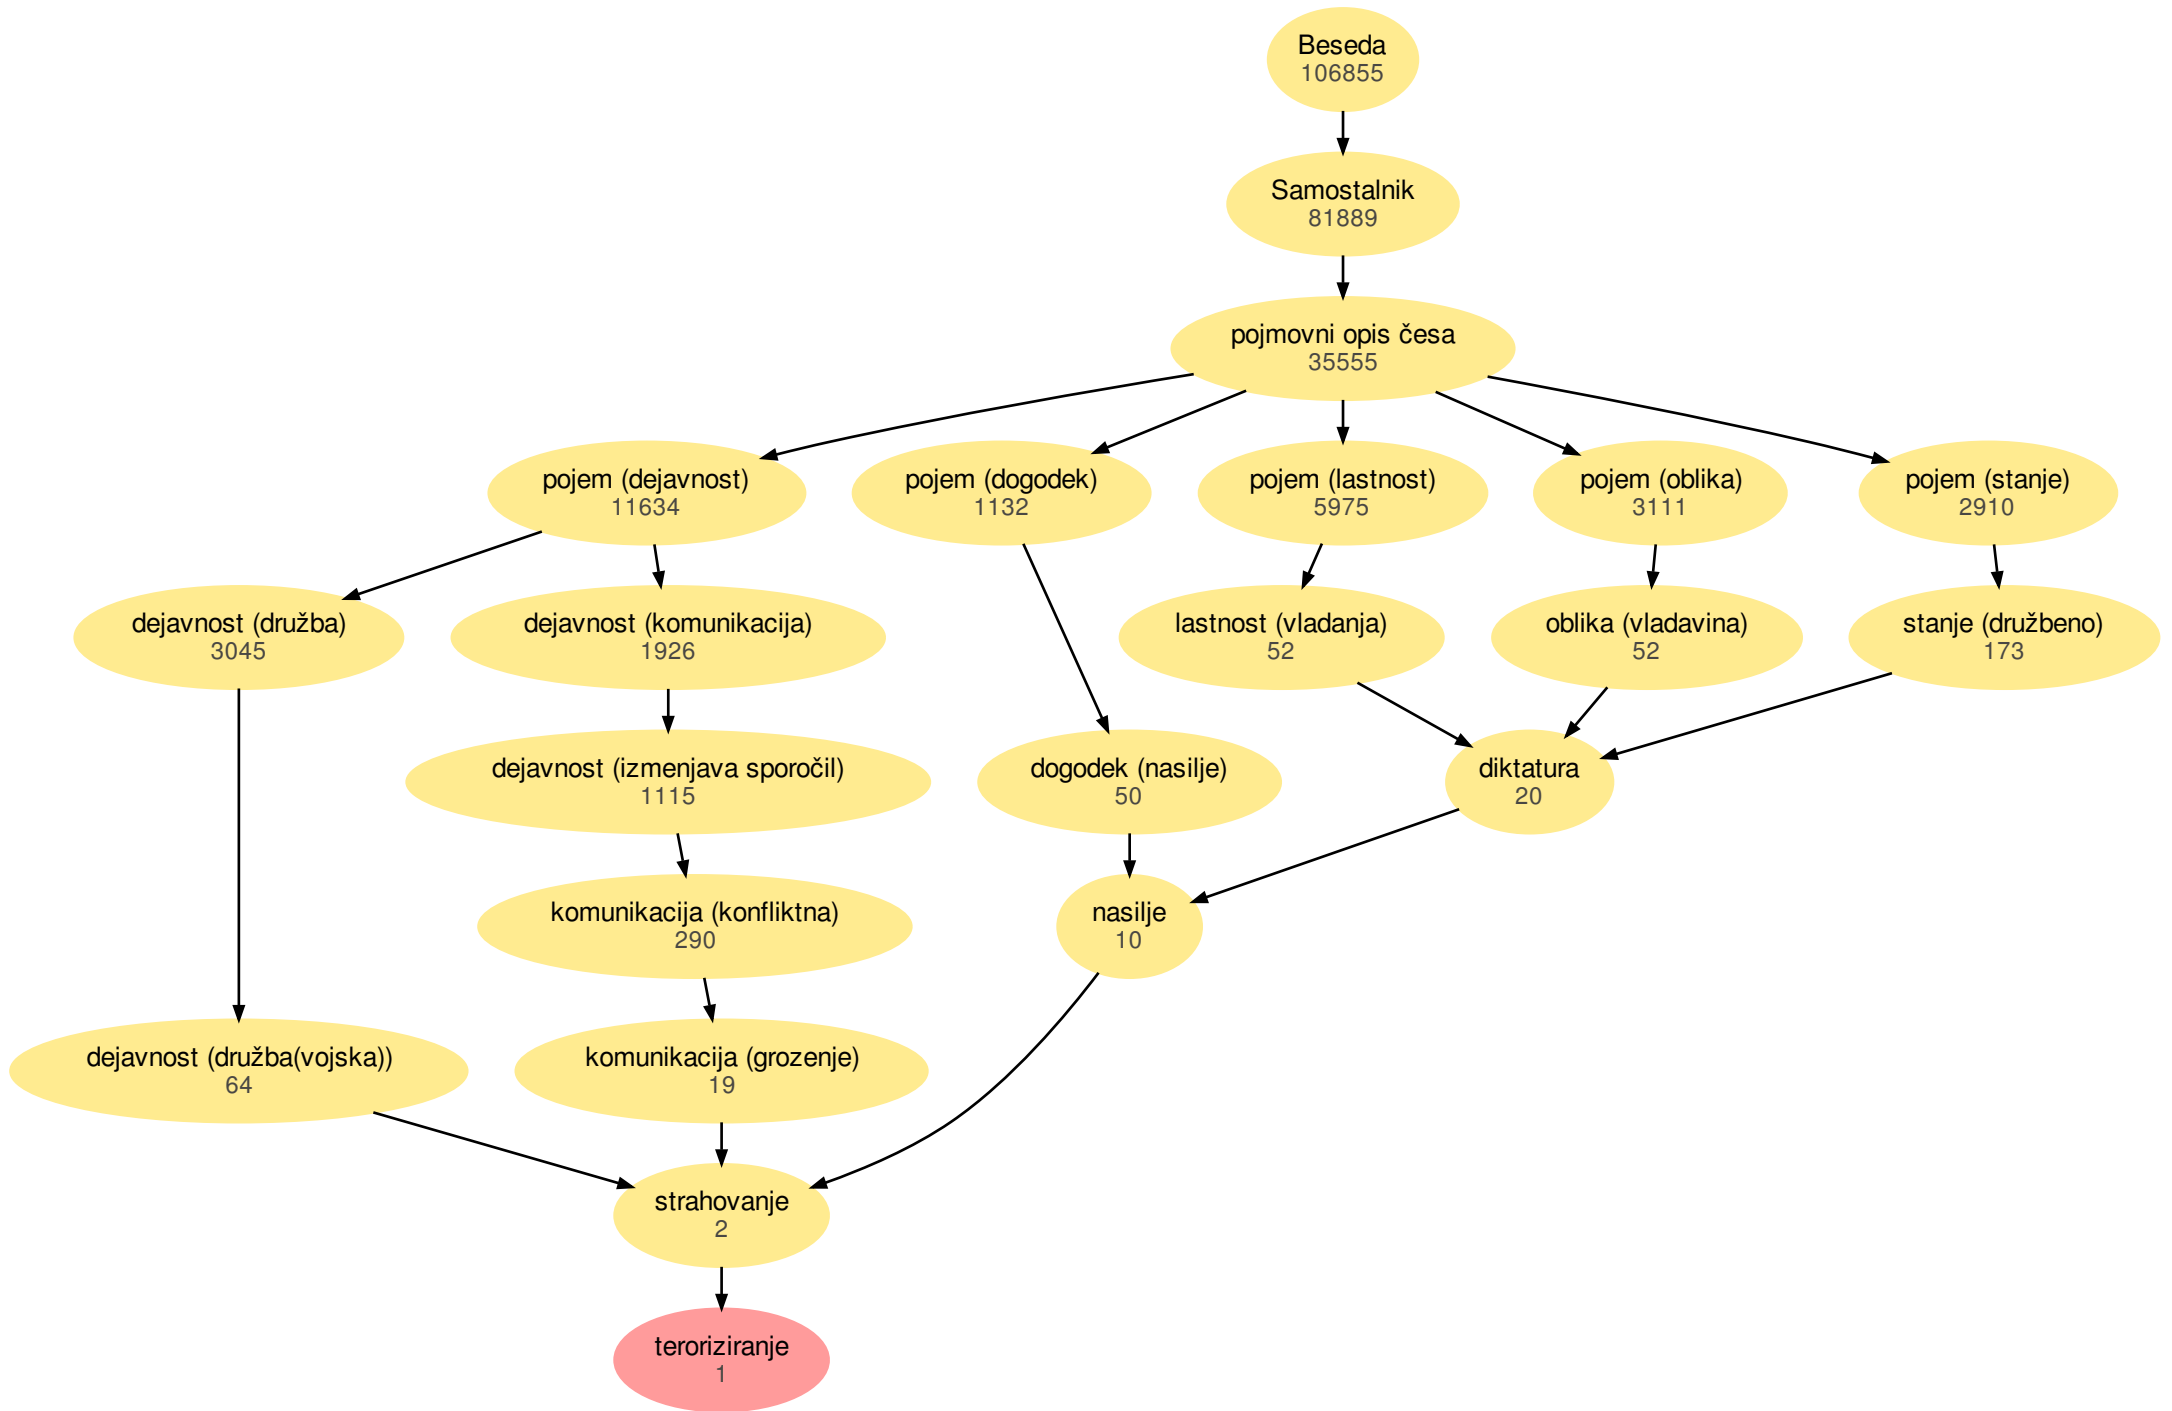 Beseda
106855
Samostalnik
81889
pojmovni opis česa
35555
pojem (dejavnost)
11634
pojem (dogodek)
1132
pojem (lastnost)
5975
pojem (oblika)
3111
pojem (stanje)
2910
dejavnost (družba)
3045
dejavnost (komunikacija)
1926
lastnost (vladanja)
52
oblika (vladavina)
52
stanje (družbeno)
173
dejavnost (izmenjava sporočil)
1115
dogodek (nasilje)
50
diktatura
20
komunikacija (konfliktna)
290
nasilje
10
dejavnost (družba(vojska))
64
komunikacija (grozenje)
19
strahovanje
2
teroriziranje
1